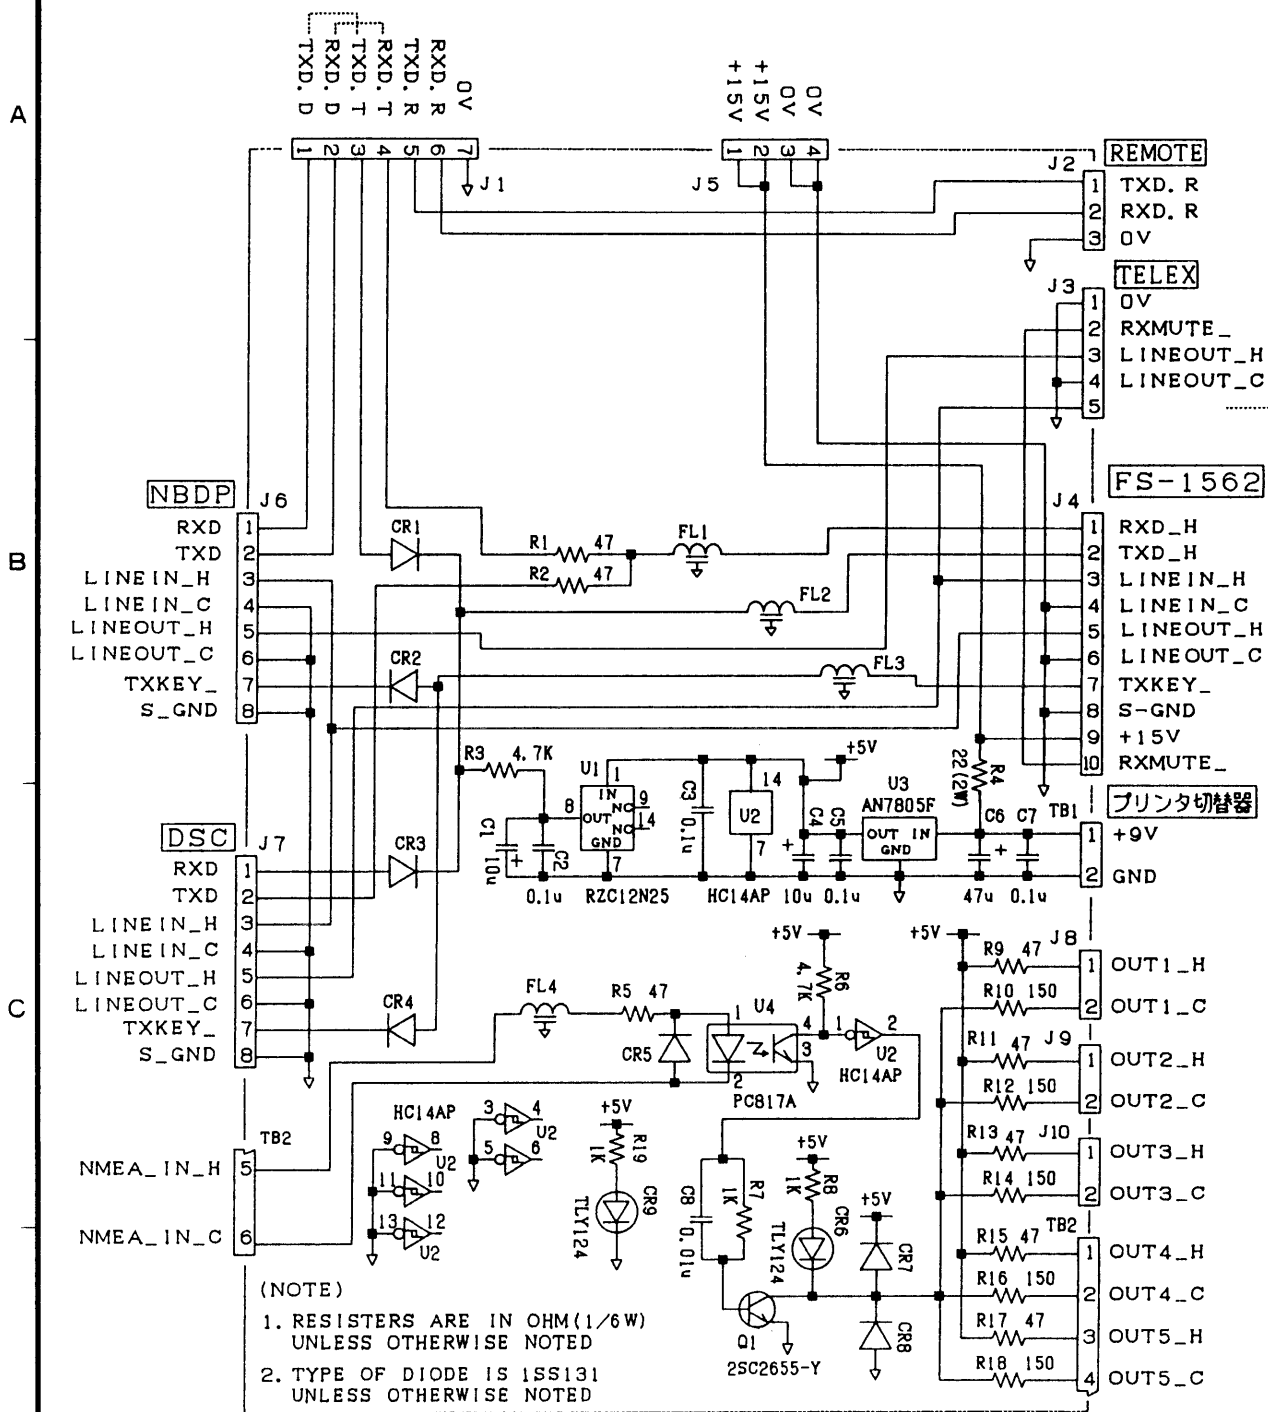 A
TXD. D
RXD. D
TXD. T
RXD. T
TXD. R
RXD. R
0V
+15V
+15V
0V
0V
1 2 3 4 5 6 7
J1
1 2 3 4
J5
REMOTE
J2
1 TXD. R
2 RXD. R
3 0V
TELEX
J3
1 0V
2 RXMUTE_
3 LINEOUT_H
4 LINEOUT_C
5
B
NBDP
J6
RXD 1
TXD 2
LINEIN_H 3
LINEIN_C 4
LINEOUT_H 5
LINEOUT_C 6
TXKEY_ 7
S_GND 8
CR1
R1 47
R2 47
FL1
FL2
CR2
FL3
FS-1562
J4
1 RXD_H
2 TXD_H
3 LINEIN_H
4 LINEIN_C
5 LINEOUT_H
6 LINEOUT_C
7 TXKEY_
8 S-GND
9 +15V
10 RXMUTE_
R3 4.7K
U1
1
IN
8 OUT
NC 9
NC 14
GND
7
RZC12N25
C1
10u
+
C2
0.1u
C3
0.1u
14
U2
7
HC14AP
+5V
C4
+
10u
C5
0.1u
U3
AN7805F
OUT IN
GND
R4
22(2W)
C6
+
47u
C7
0.1u
TB1
プリンタ切替器
1 +9V
2 GND
C
DSC
J7
RXD 1
TXD 2
LINEIN_H 3
LINEIN_C 4
LINEOUT_H 5
LINEOUT_C 6
TXKEY_ 7
S_GND 8
CR3
CR4
FL4
R5 47
CR5
U4
1
2
4
3
PC817A
+5V
R6
4.7K
1 2
U2
HC14AP
+5V
J8
R9 47
1 OUT1_H
R10 150
2 OUT1_C
J9
R11 47
1 OUT2_H
R12 150
2 OUT2_C
J10
R13 47
1 OUT3_H
R14 150
2 OUT3_C
TB2
R15 47
1 OUT4_H
R16 150
2 OUT4_C
R17 47
3 OUT5_H
R18 150
4 OUT5_C
TB2
NMEA_IN_H 5
NMEA_IN_C 6
HC14AP
9 8
U2
11 10
13 12
U2
3 4
U2
5 6
+5V
R19
1K
CR9
TLY124
C8
0.01u
R7
1K
+5V
R8
1K
CR6
TLY124
+5V
CR7
CR8
Q1
2SC2655-Y
(NOTE)
1. RESISTERS ARE IN OHM(1/6W)
UNLESS OTHERWISE NOTED
2. TYPE OF DIODE IS 1SS131
UNLESS OTHERWISE NOTED